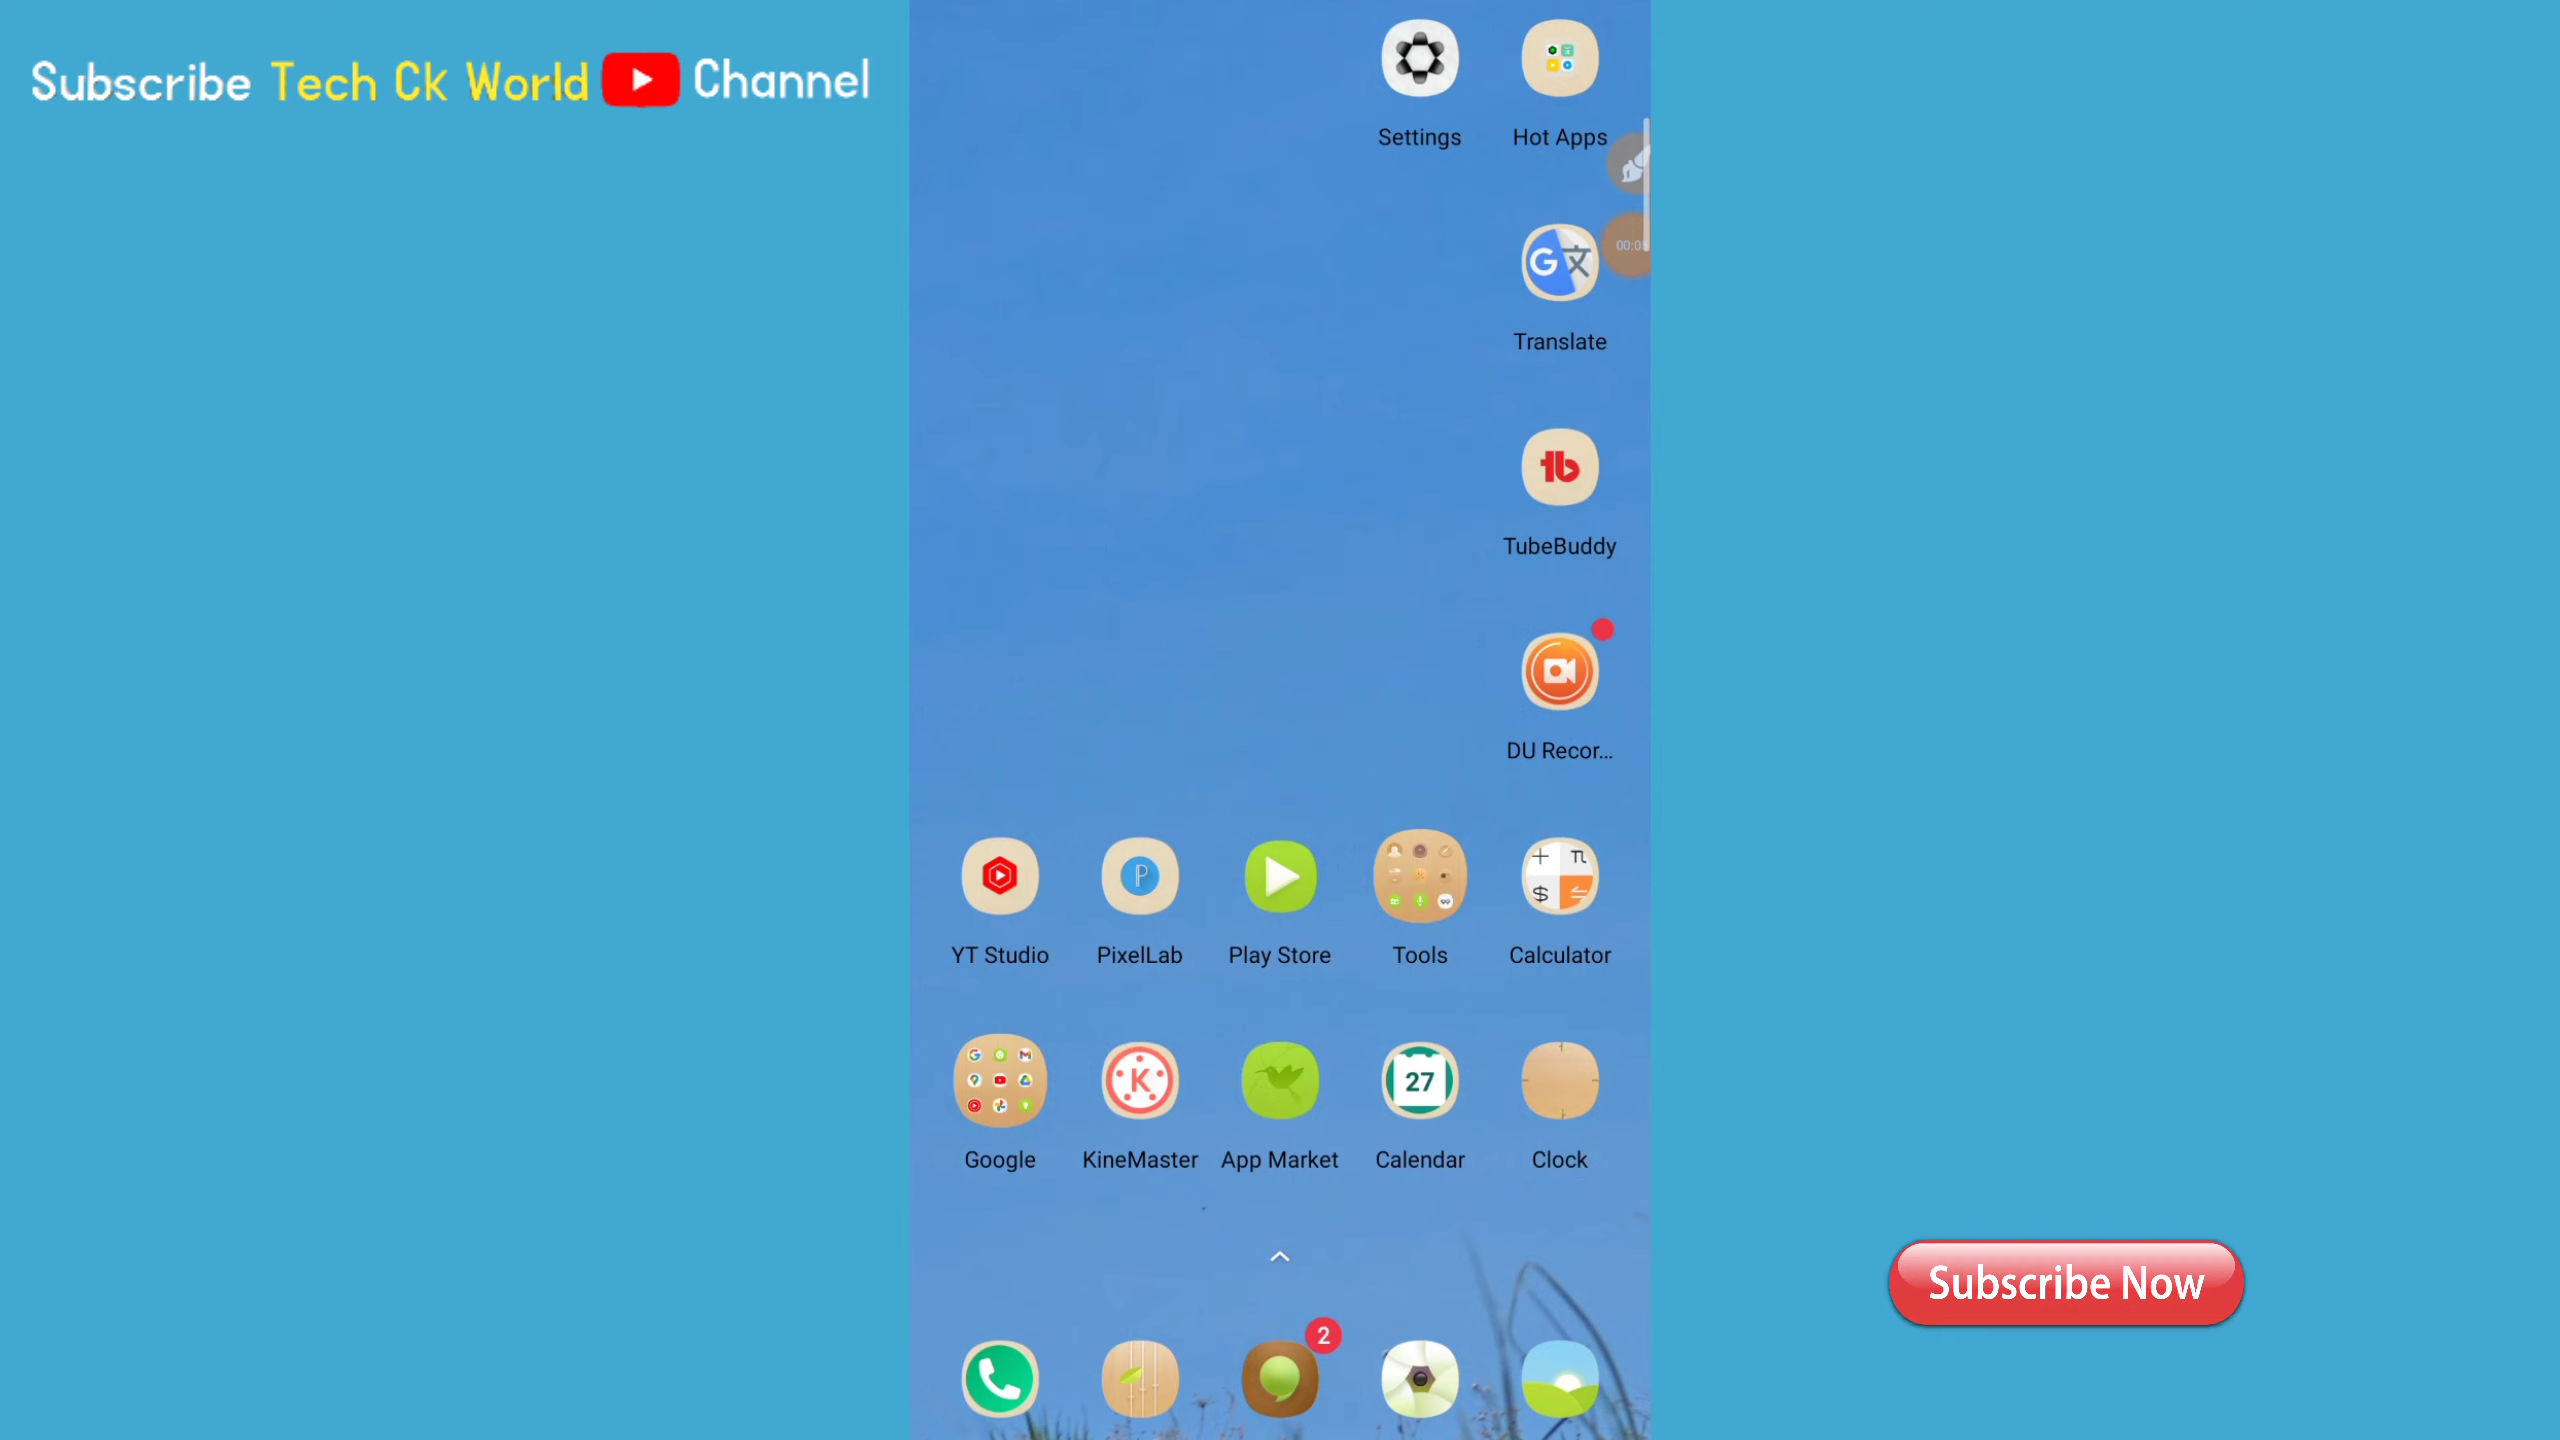 Subscribe Tech Ck World Channel
Settings
Hot Apps
Translate
TubeBuddy
DU Recor...
YT Studio
PixelLab
Play Store
Tools
Calculator
Google
KineMaster
App Market
27
Calendar
Clock
2
Subscribe Now